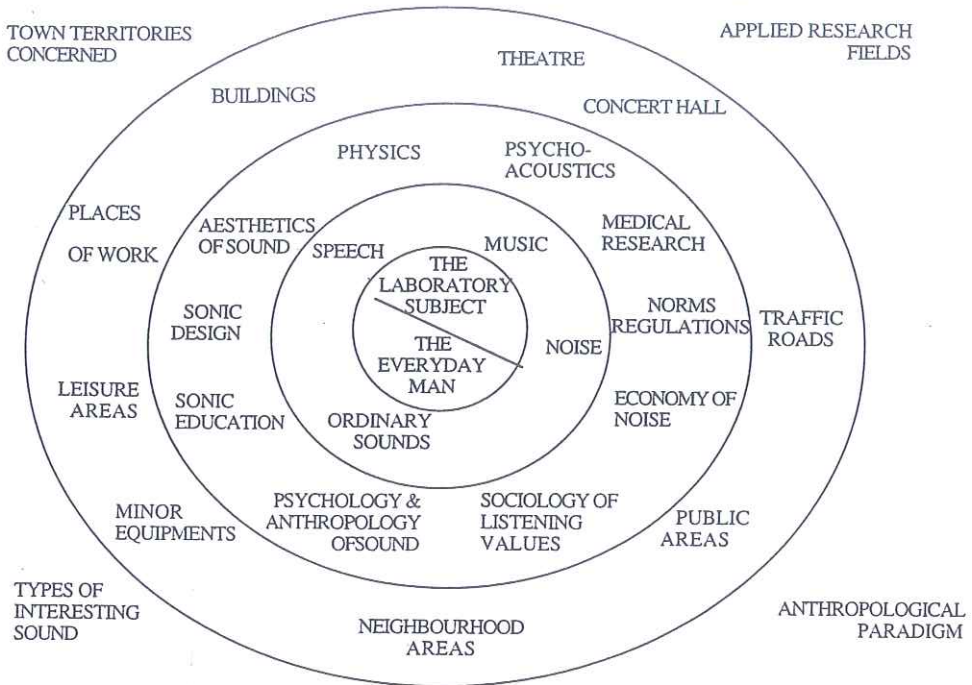 TOWN TERRITORIES
CONCERNED
APPLIED RESEARCH
FIELDS
THEATRE
BUILDINGS
CONCERT HALL
PHYSICS
PSYCHO-
ACOUSTICS
PLACES
OF WORK
AESTHETICS
OF SOUND
SPEECH
MUSIC
MEDICAL
RESEARCH
THE
LABORATORY
SUBJECT
SONIC
DESIGN
NORMS
REGULATIONS
TRAFFIC
ROADS
THE
EVERYDAY
MAN
NOISE
LEISURE
AREAS
SONIC
EDUCATION
ORDINARY
SOUNDS
ECONOMY OF
NOISE
PSYCHOLOGY &
ANTHROPOLOGY
OFSOUND
SOCIOLOGY OF
LISTENING
VALUES
MINOR
EQUIPMENTS
PUBLIC
AREAS
TYPES OF
INTERESTING
SOUND
NEIGHBOURHOOD
AREAS
ANTHROPOLOGICAL
PARADIGM